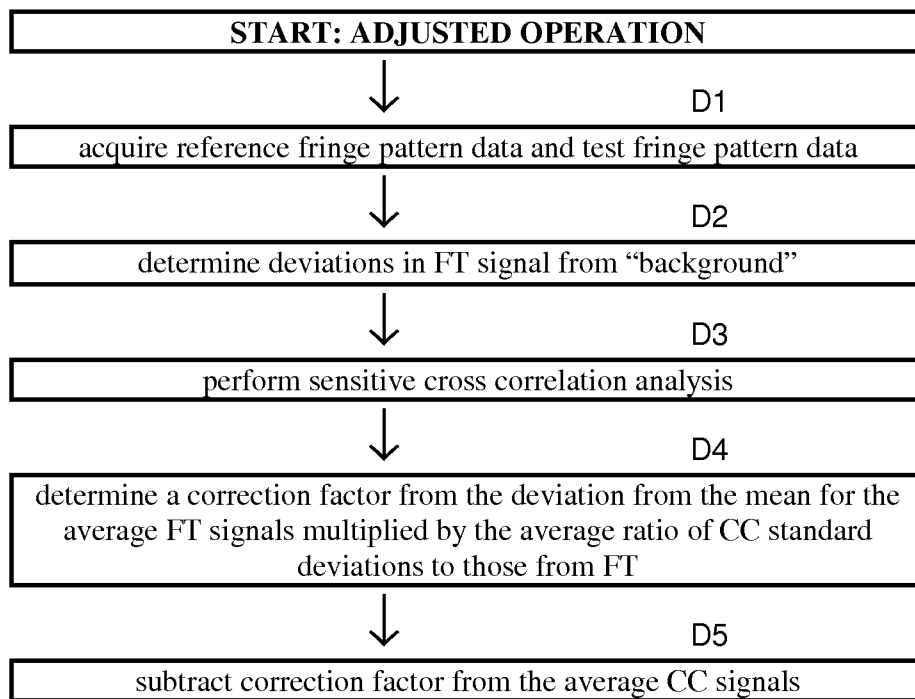 START: ADJUSTED OPERATION
D1
acquire reference fringe pattern data and test fringe pattern data
D2
determine deviations in FT signal from “background”
D3
perform sensitive cross correlation analysis
D4
determine a correction factor from the deviation from the mean for the
average FT signals multiplied by the average ratio of CC standard
deviations to those from FT
D5
subtract correction factor from the average CC signals